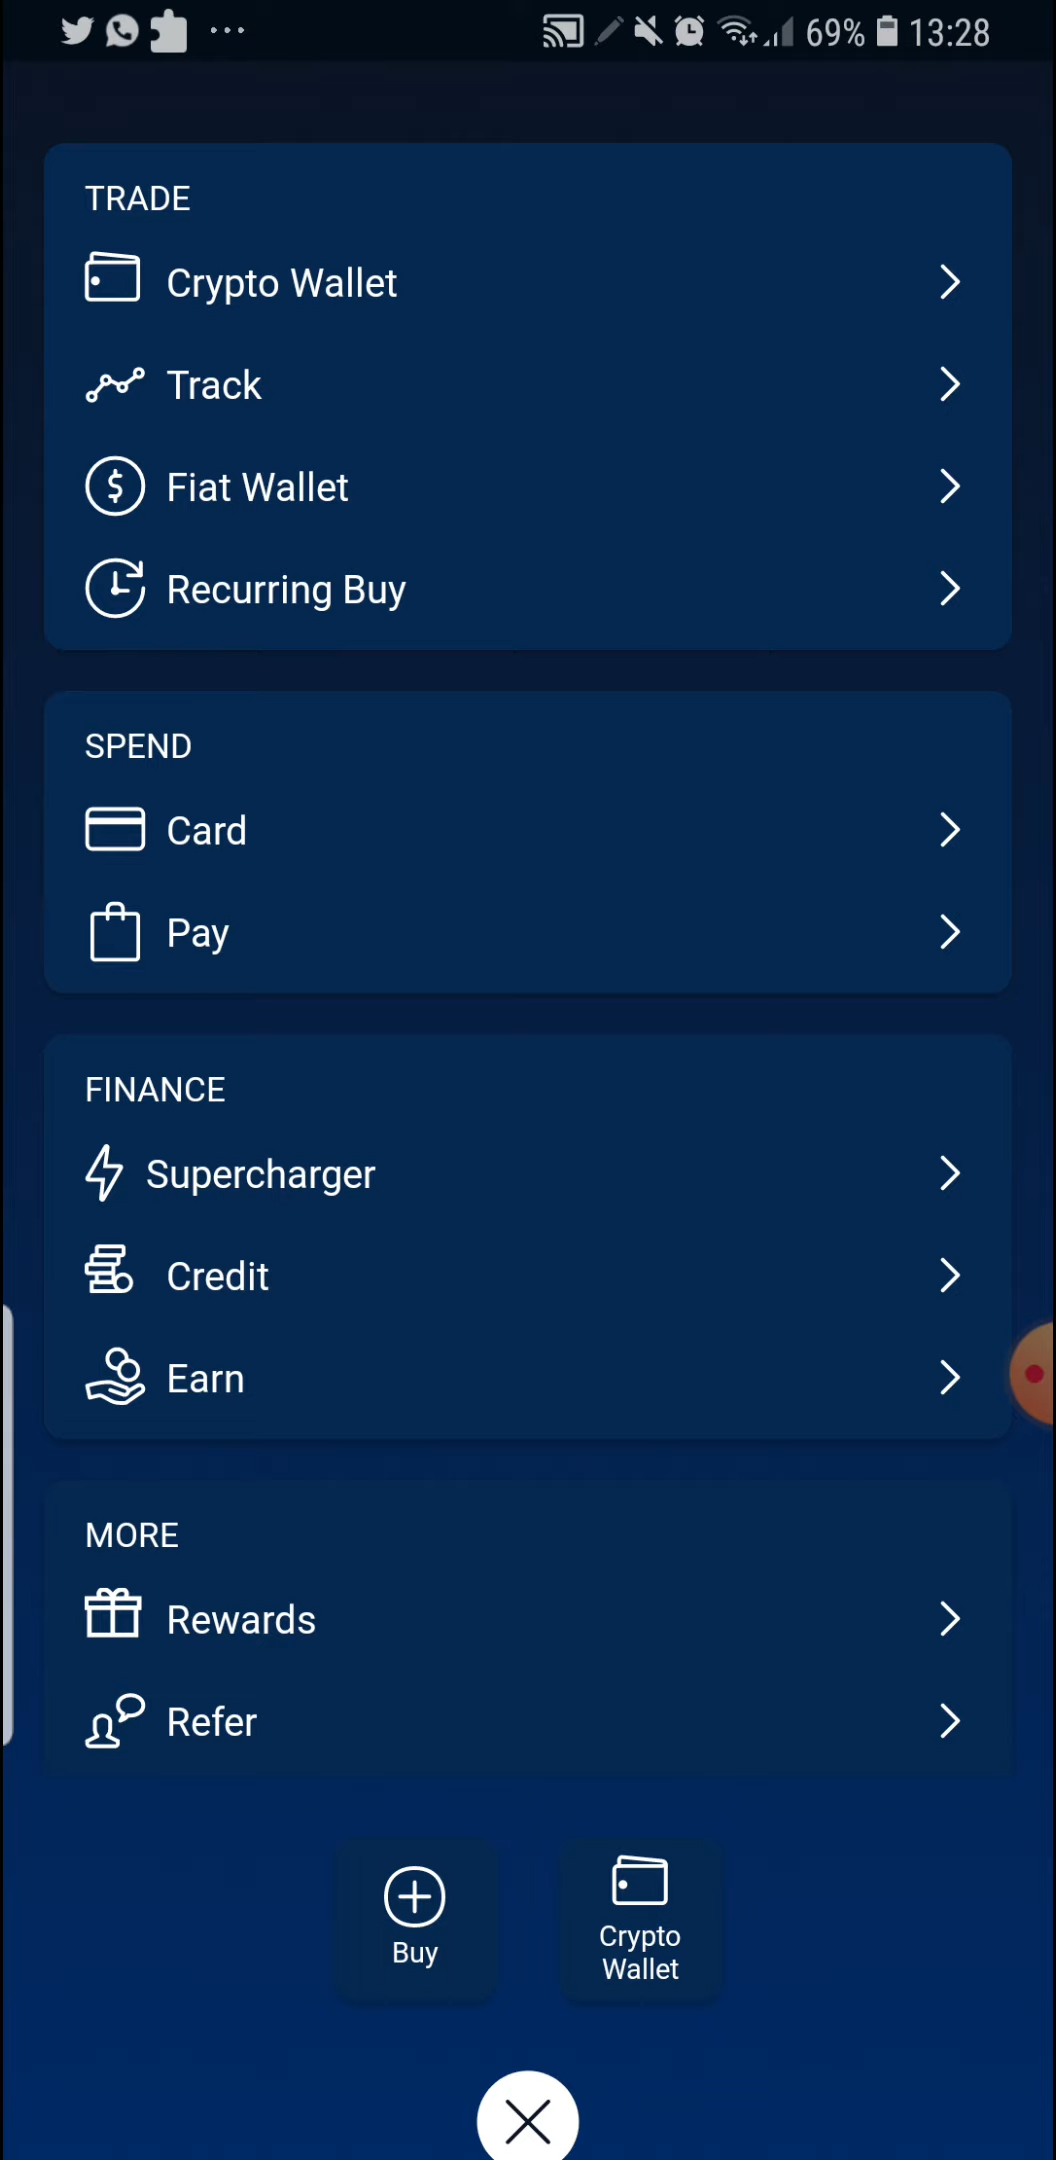 69% 13:28
TRADE
Crypto Wallet
Track
Fiat Wallet
Recurring Buy
SPEND
Card
Pay
FINANCE
Supercharger
Credit
Earn
MORE
Rewards
Refer
Buy
Crypto
Wallet